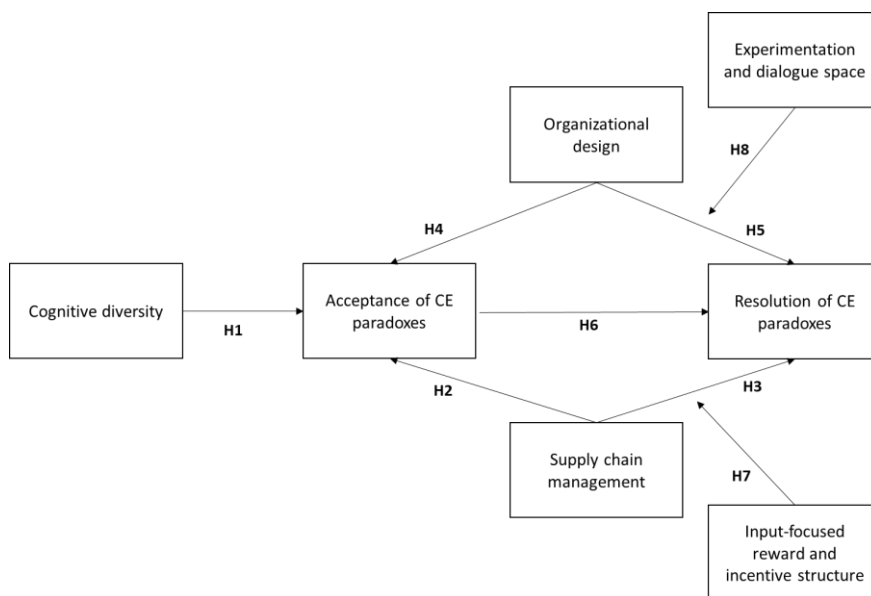 Experimentation
and dialogue space
Organizational
design
H8
H4
H5
Cognitive diversity
Acceptance of CE
paradoxes
Resolution of CE
paradoxes
H1
H6
H2
H3
Supply chain
management
H7
Input-focused
reward and
incentive structure